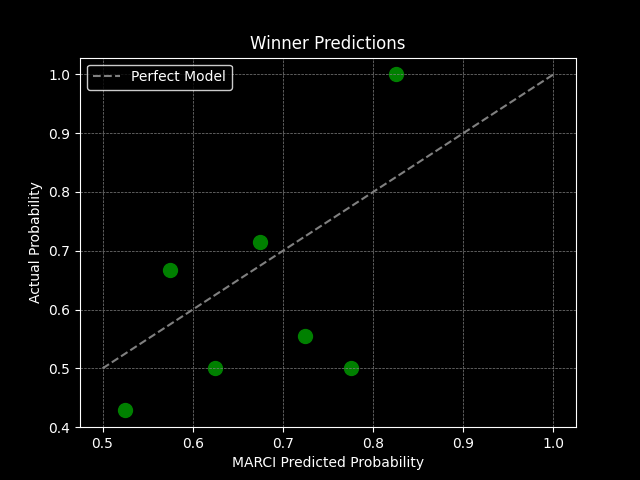 Winner Predictions
Perfect Model
1.0
0.9
0.8
0.7
0.6
0.5
0.4
Actual Probability
0.5 0.6 0.7 0.8 0.9 1.0
MARCI Predicted Probability